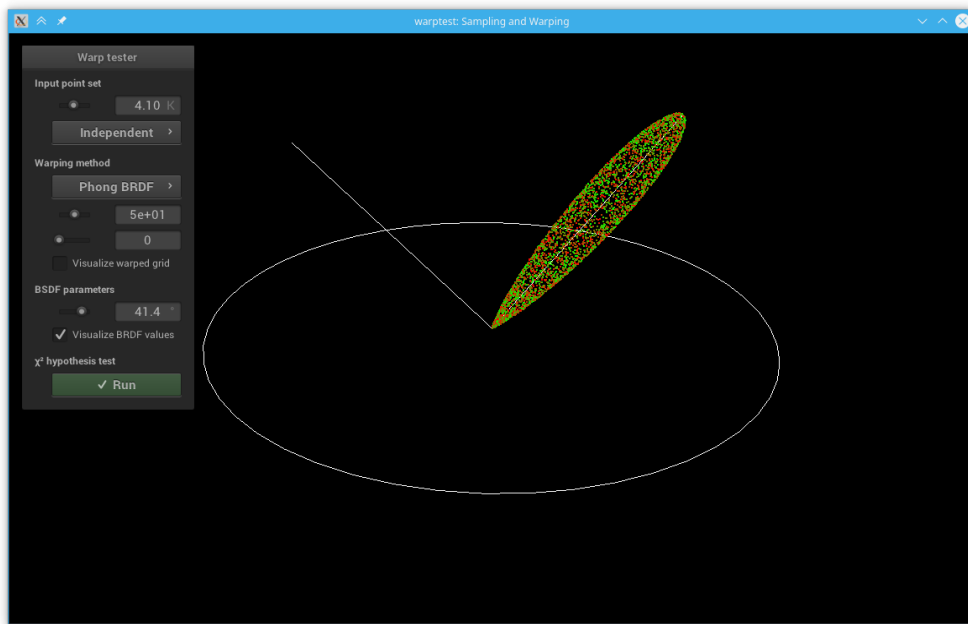 warptest: Sampling and Warping
Warp tester
Input point set
4.10 K
Independent
Warping method
Phong BRDF
5e+01
0
Visualize warped grid
BSDF parameters
41.4 °
Visualize BRDF values
χ² hypothesis test
Run